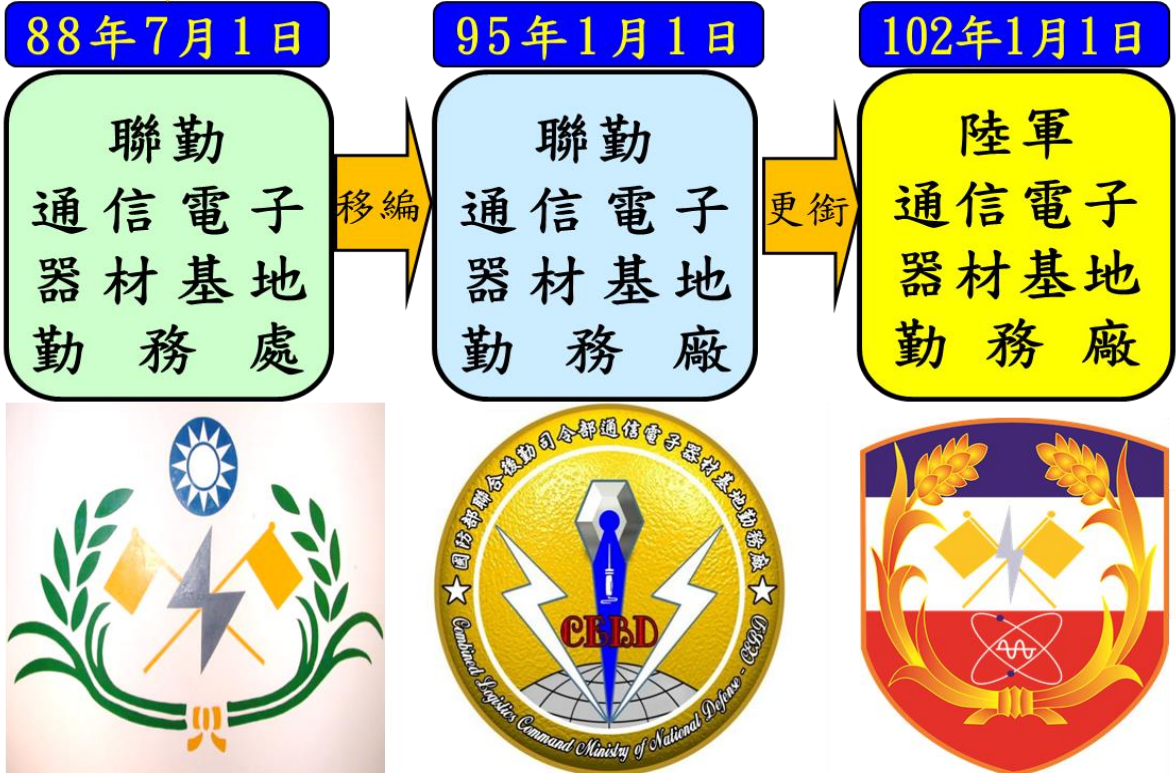 88年7月1日
聯勤
通信電子
器材基地
勤務處
移編
95年1月1日
聯勤
通信電子
器材基地
勤務廠
更銜
102年1月1日
陸軍
通信電子
器材基地
勤務廠
國防部聯合後勤司令部通信電子器材基地勤務廠
CEBD
Combined Logistics Command Ministry of National Defense - CEBD